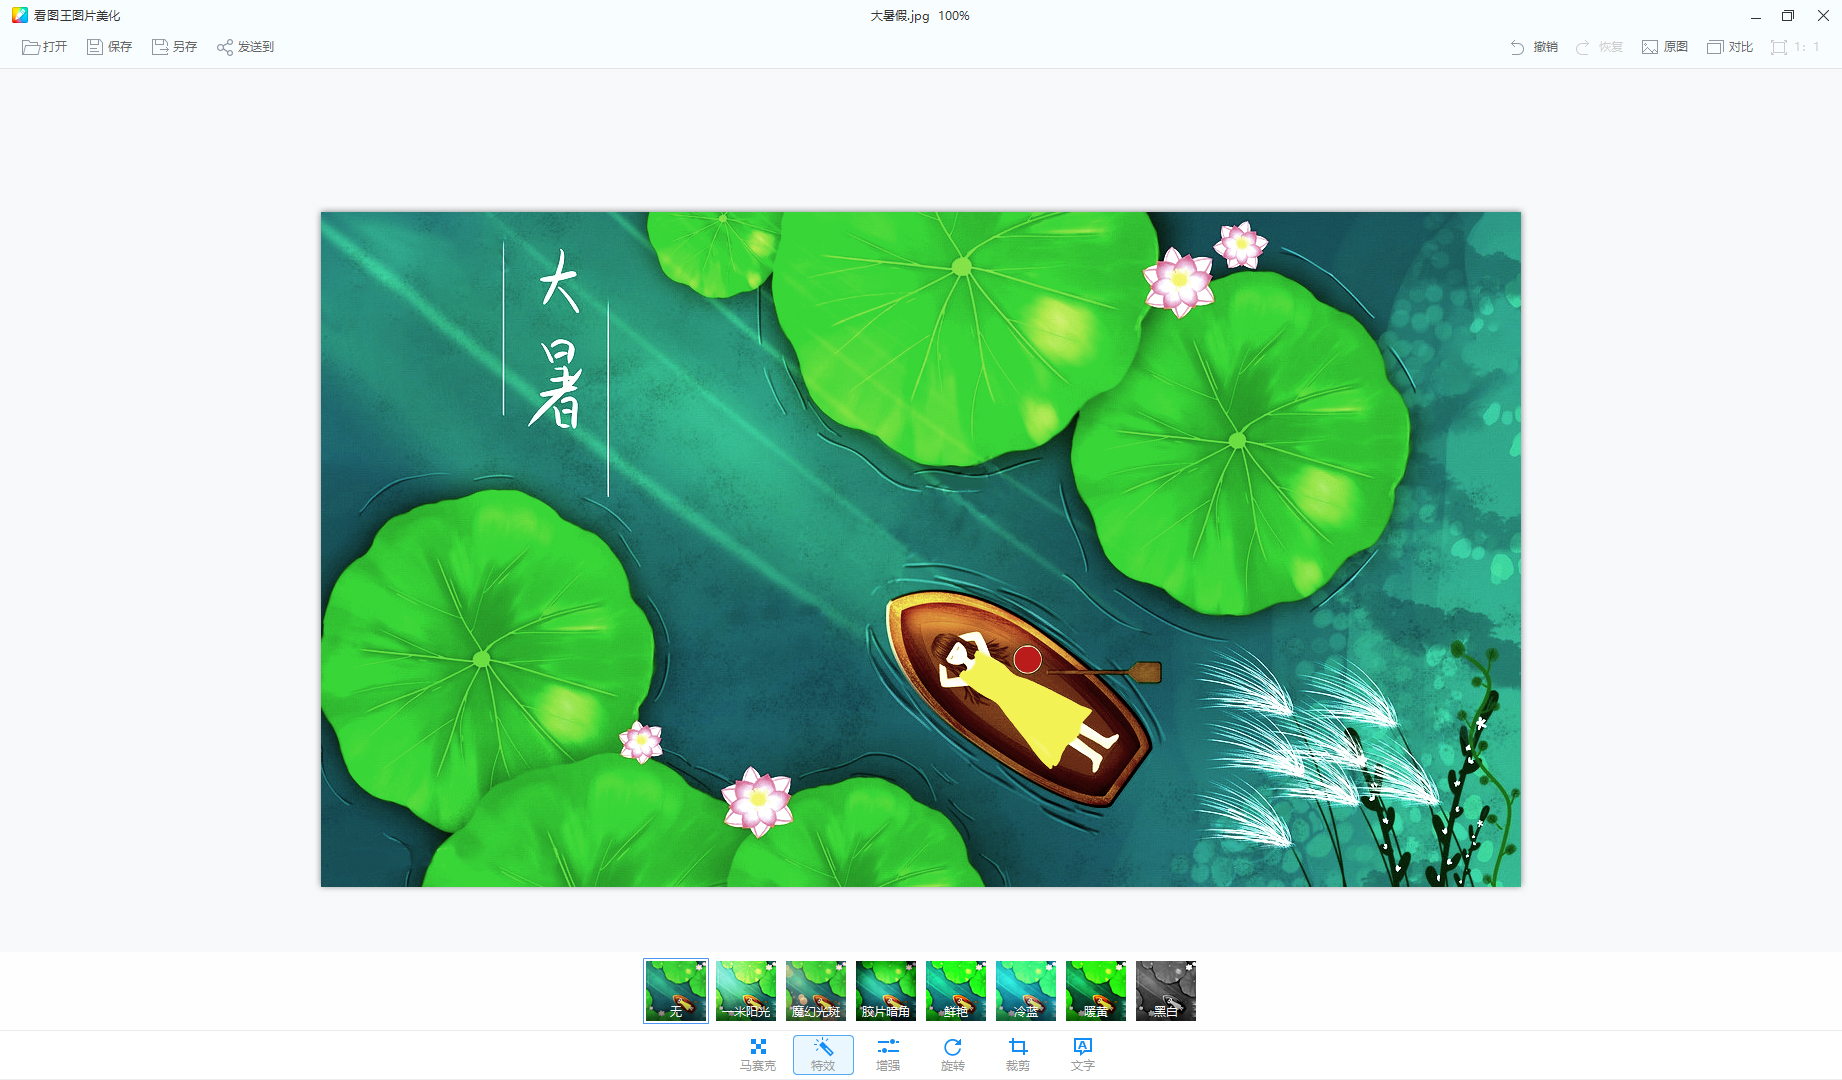 看图王图片美化
大暑假.jpg 100%
打开 保存 另存 发送到
撤销 恢复 原图 对比 1:1
大
暑
无 一米阳光 魔幻光斑 胶片暗角 鲜艳 冷蓝 暖黄 黑白
马赛克 特效 增强 旋转 裁剪 文字